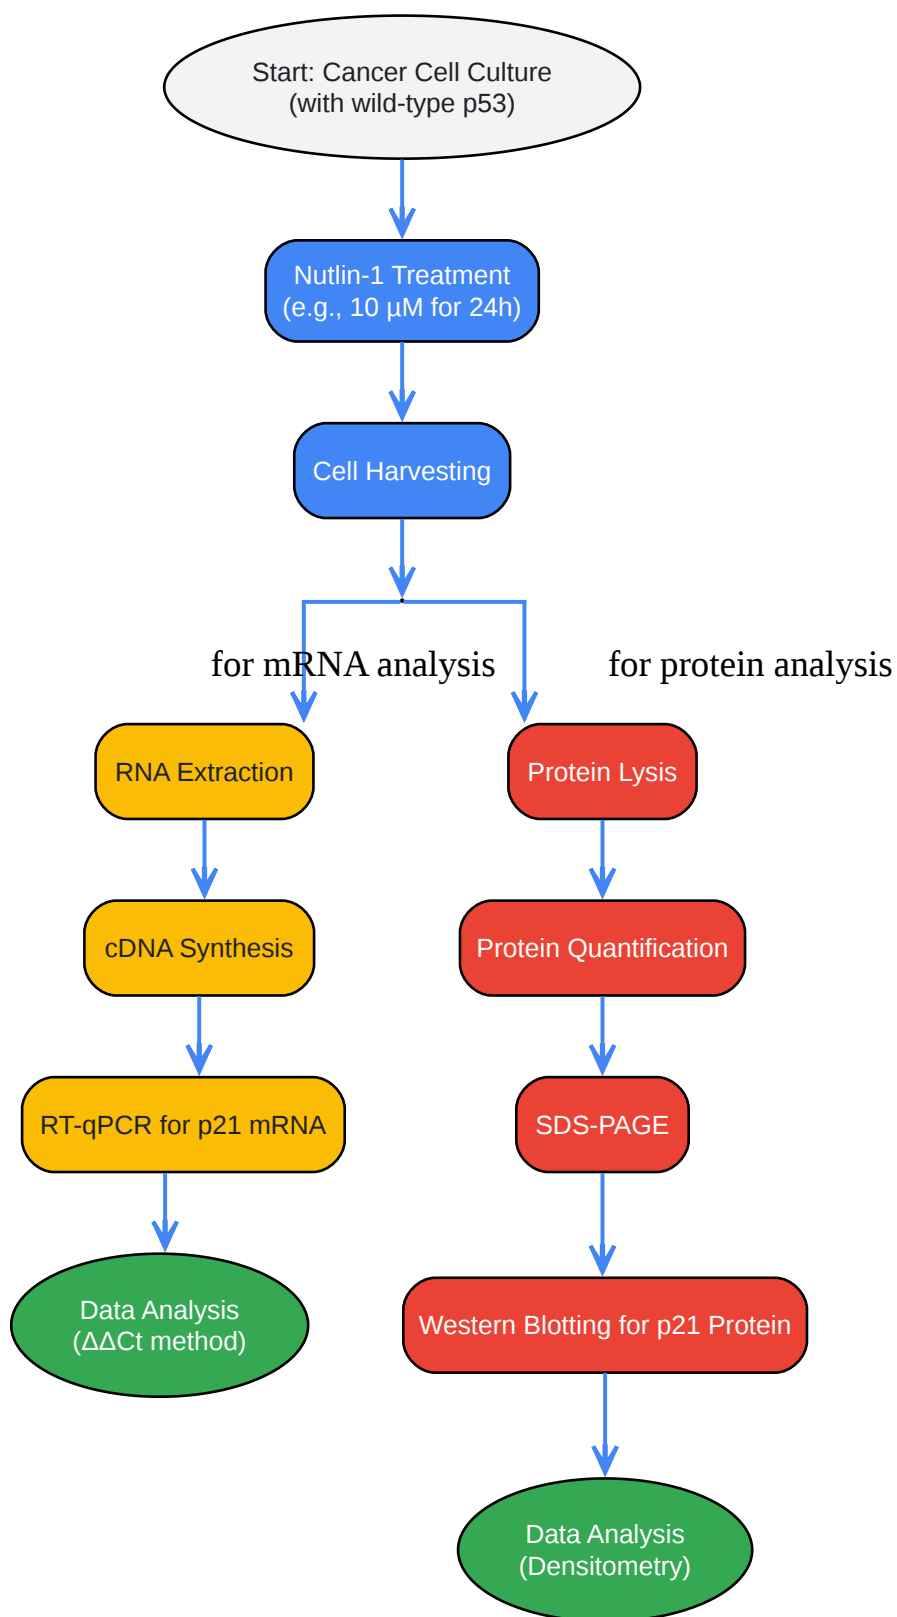 Start: Cancer Cell Culture
(with wild-type p53)
Nutlin-1 Treatment
(e.g., 10 µM for 24h)
Cell Harvesting
for mRNA analysis
for protein analysis
RNA Extraction
Protein Lysis
cDNA Synthesis
Protein Quantification
RT-qPCR for p21 mRNA
SDS-PAGE
Data Analysis
(ΔΔCt method)
Western Blotting for p21 Protein
Data Analysis
(Densitometry)